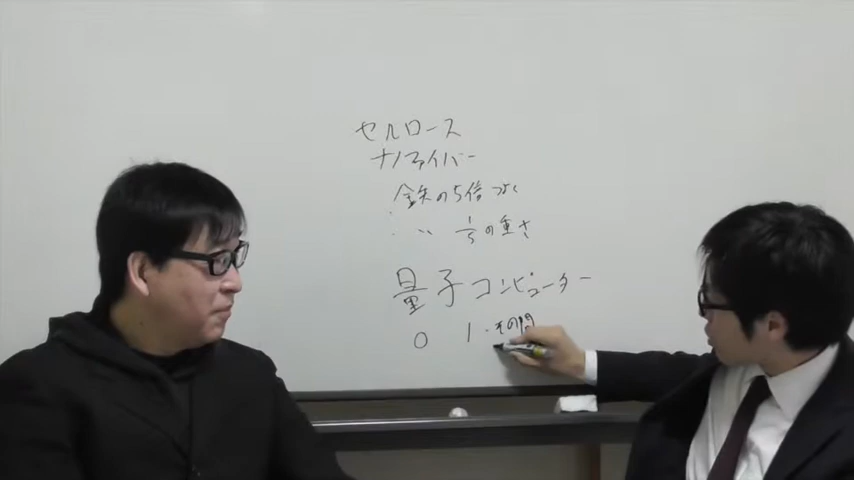 セルロース
ナノファイバー
鉄の5倍つよく
〃 1/5の重さ
量子コンピューター
0 1・その間